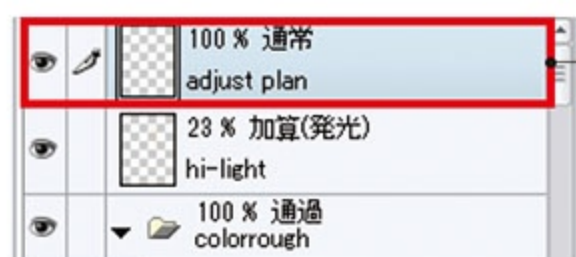 100 % 通常
adjust plan
23 % 加算(発光)
hi-light
100 % 通過
colorrough